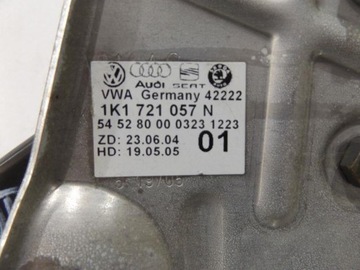 Audi SEAT
VWA Germany 42222
1K1 721 057 N
54 52 80 00 0323 1223
ZD: 23.06.04 01
HD: 19.05.05